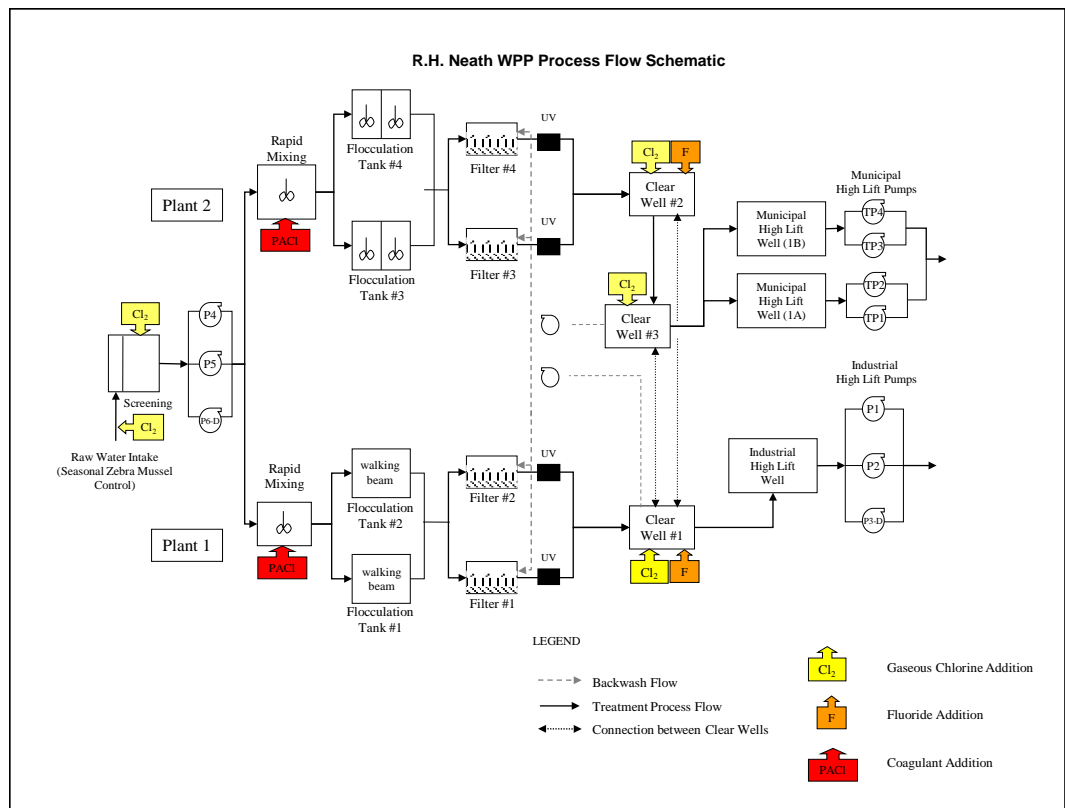 R.H. Neath WPP Process Flow Schematic
UV
Rapid
Mixing
Flocculation
Tank #4
Filter #4
Cl2
F
Plant 2
PACl
Clear
Well #2
Municipal
High Lift Pumps
Municipal
High Lift
Well (1B)
TP4
TP3
UV
Flocculation
Tank #3
Filter #3
Cl2
Municipal
High Lift
Well (1A)
TP2
TP1
Cl2
P4
P5
P6-D
Clear
Well #3
Screening
Cl2
Raw Water Intake
(Seasonal Zebra Mussel
Control)
Industrial
High Lift Pumps
P1
P2
P3-D
Industrial
High Lift
Well
Rapid
Mixing
walking
beam
Flocculation
Tank #2
UV
Filter #2
Clear
Well #1
Plant 1
PACl
walking
beam
Flocculation
Tank #1
UV
Filter #1
Cl2
F
LEGEND
Backwash Flow
Treatment Process Flow
Connection between Clear Wells
Cl2
Gaseous Chlorine Addition
F
Fluoride Addition
PACl
Coagulant Addition